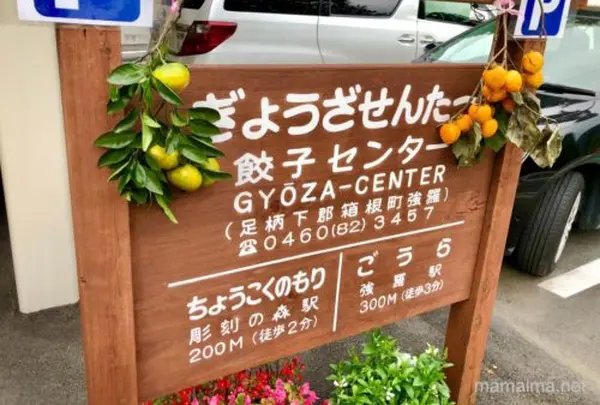 P
P
ぎょうざせんたー
餃子センター
GYŌZA-CENTER
(足柄下郡箱根町強羅)
☎0460(82)3457
ちょうこくのもり
彫刻の森駅
200M(徒歩2分)
ごうら
強羅駅
300M(徒歩3分)
mamaima.net